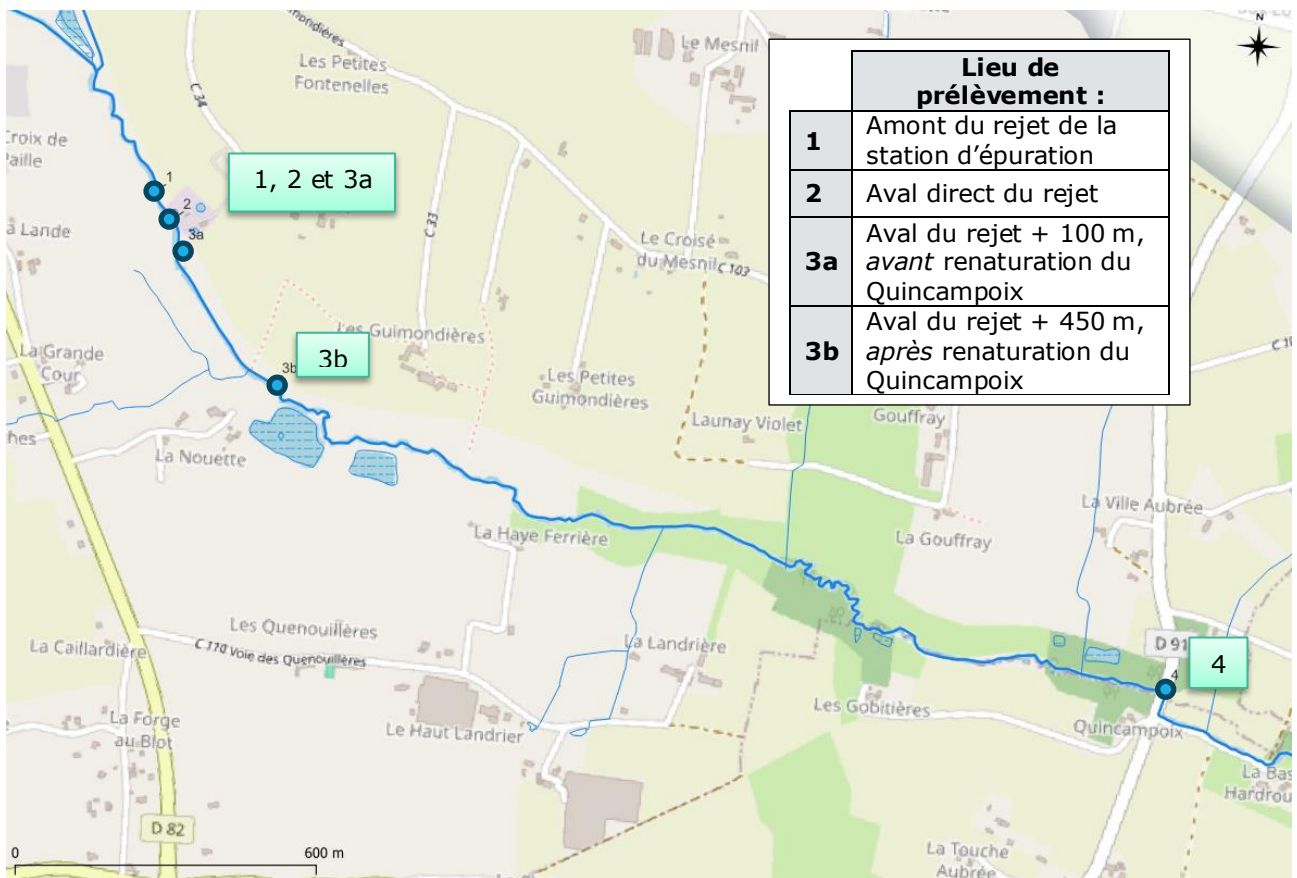 N
Le Mesnil
Les Petites
Fontenelles
C 34
1
2
3a
1, 2 et 3a
C 33
Le Croisé
du Mesnil
C 103
Lieu de
prélèvement :
1
Amont du rejet de la
station d’épuration
2
Aval direct du rejet
3a
Aval du rejet + 100 m,
avant renaturation du
Quincampoix
3b
Aval du rejet + 450 m,
après renaturation du
Quincampoix
Croix de
Paille
à Lande
La Grande
Cour
Les Guimondières
3b
3b
Les Petites
Guimondières
Launay Violet
Gouffray
La Nouette
La Haye Ferrière
La Gouffray
La Ville Aubrée
Les Quenouillères
C 110 Voie des Quenouillères
La Caillardière
La Landrière
D 91
4
4
La Forge
au Blot
Le Haut Landrier
Les Gobitières
Quincampoix
La Bas
Hardrou
D 82
La Touche
Aubrée
0
600 m